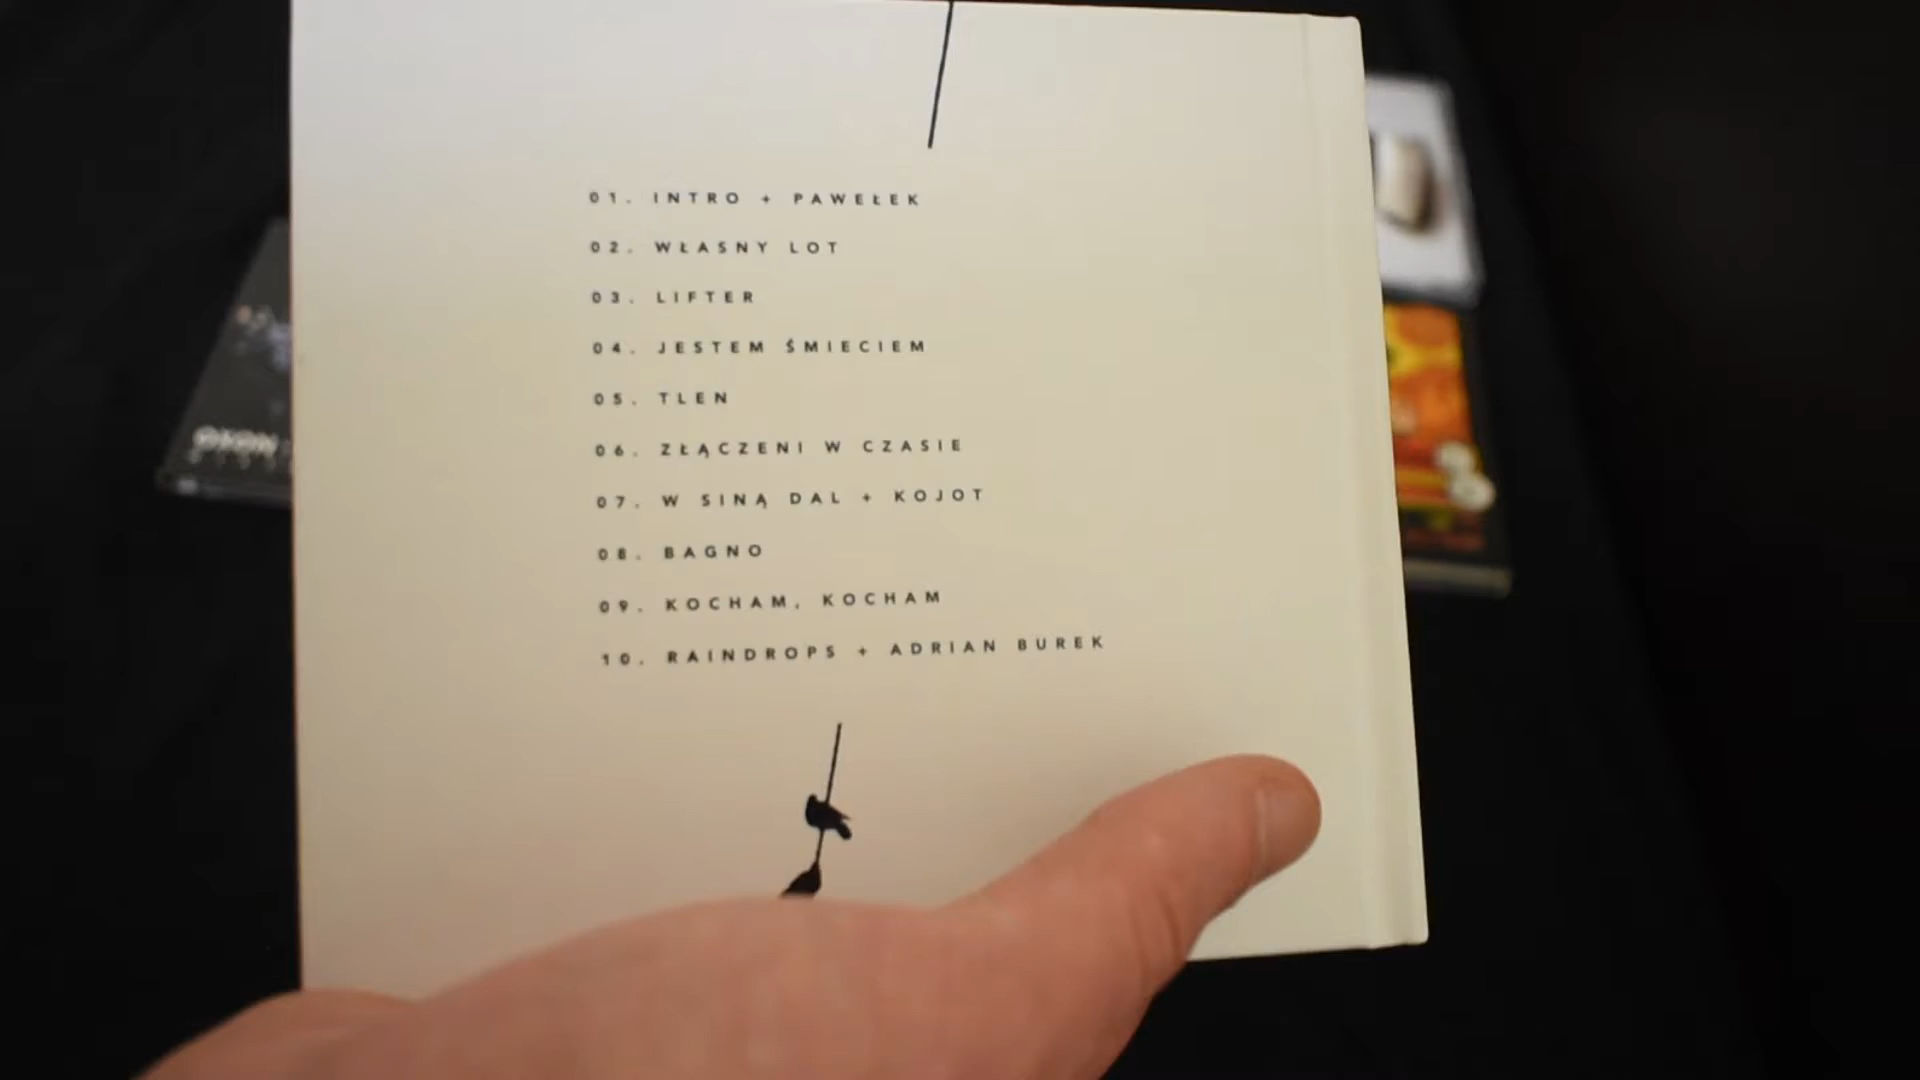 01. INTRO + PAWEŁEK
02. WŁASNY LOT
03. LIFTER
04. JESTEM ŚMIECIEM
05. TLEN
06. ZŁĄCZENI W CZASIE
07. W SINĄ DAL + KOJOT
08. BAGNO
09. KOCHAM, KOCHAM
10. RAINDROPS + ADRIAN BUREK